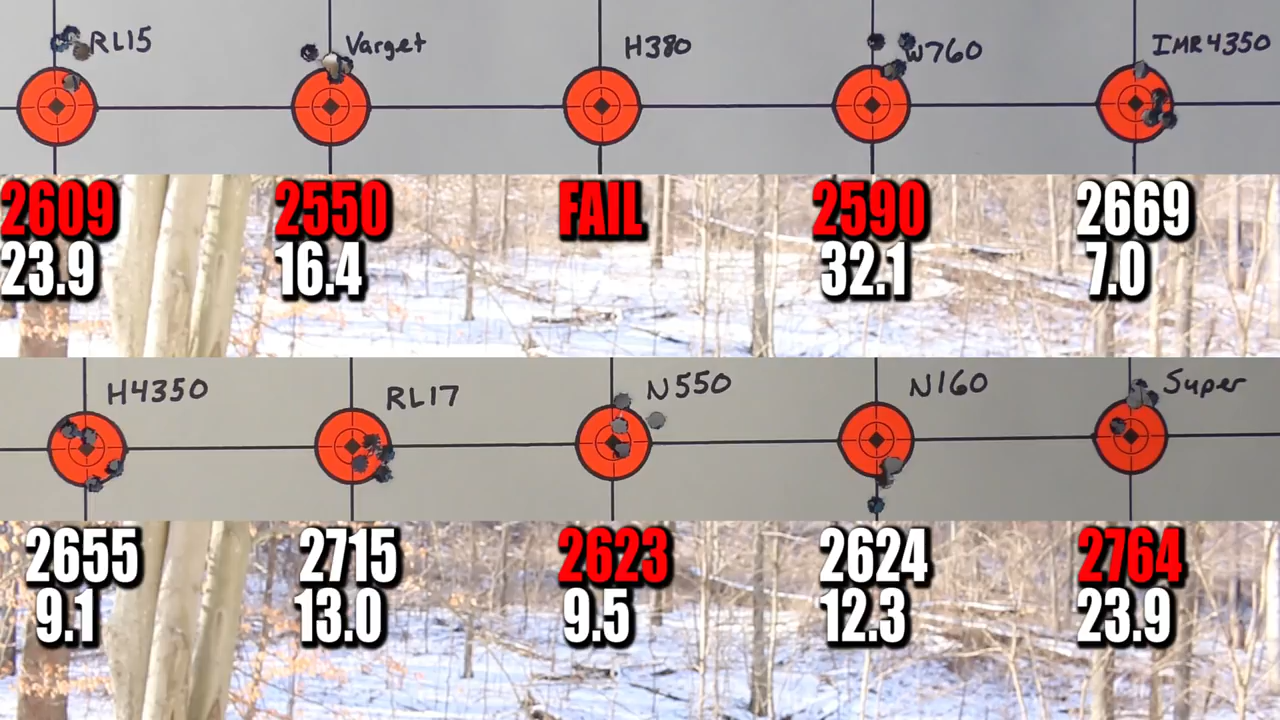 RL15 Varget H380 W760 IMR4350
2609 2550 FAIL 2590 2669
23.9 16.4 32.1 7.0
H4350 RL17 N550 N160 Super
2655 2715 2623 2624 2764
9.1 13.0 9.5 12.3 23.9